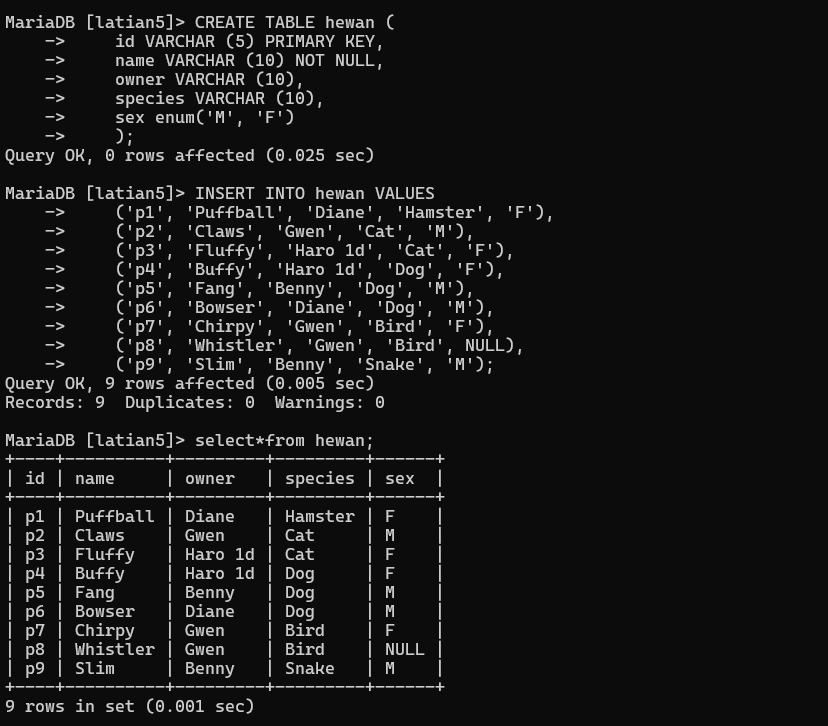 MariaDB [latian5]> CREATE TABLE hewan (
    ->     id VARCHAR (5) PRIMARY KEY,
    ->     name VARCHAR (10) NOT NULL,
    ->     owner VARCHAR (10),
    ->     species VARCHAR (10),
    ->     sex enum('M', 'F')
    ->     );
Query OK, 0 rows affected (0.025 sec)

MariaDB [latian5]> INSERT INTO hewan VALUES
    ->     ('p1', 'Puffball', 'Diane', 'Hamster', 'F'),
    ->     ('p2', 'Claws', 'Gwen', 'Cat', 'M'),
    ->     ('p3', 'Fluffy', 'Haro 1d', 'Cat', 'F'),
    ->     ('p4', 'Buffy', 'Haro 1d', 'Dog', 'F'),
    ->     ('p5', 'Fang', 'Benny', 'Dog', 'M'),
    ->     ('p6', 'Bowser', 'Diane', 'Dog', 'M'),
    ->     ('p7', 'Chirpy', 'Gwen', 'Bird', 'F'),
    ->     ('p8', 'Whistler', 'Gwen', 'Bird', NULL),
    ->     ('p9', 'Slim', 'Benny', 'Snake', 'M');
Query OK, 9 rows affected (0.005 sec)
Records: 9  Duplicates: 0  Warnings: 0

MariaDB [latian5]> select*from hewan;
+----+----------+---------+---------+------+
| id | name     | owner   | species | sex  |
+----+----------+---------+---------+------+
| p1 | Puffball | Diane   | Hamster | F    |
| p2 | Claws    | Gwen    | Cat     | M    |
| p3 | Fluffy   | Haro 1d | Cat     | F    |
| p4 | Buffy    | Haro 1d | Dog     | F    |
| p5 | Fang     | Benny   | Dog     | M    |
| p6 | Bowser   | Diane   | Dog     | M    |
| p7 | Chirpy   | Gwen    | Bird    | F    |
| p8 | Whistler | Gwen    | Bird    | NULL |
| p9 | Slim     | Benny   | Snake   | M    |
+----+----------+---------+---------+------+
9 rows in set (0.001 sec)